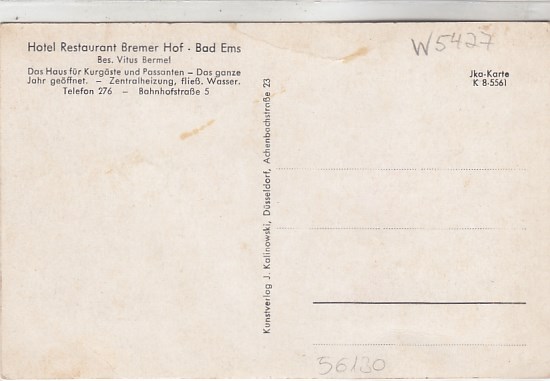 Hotel Restaurant Bremer Hof · Bad Ems
Bes. Vitus Bermel
Das Haus für Kurgäste und Passanten – Das ganze
Jahr geöffnet. – Zentralheizung, fließ. Wasser.
Telefon 276 – Bahnhofstraße 5
Kunstverlag J. Kalinowski, Düsseldorf, Achenbachstraße 23
W5427
Jka-Karte
K 8-5561
56130